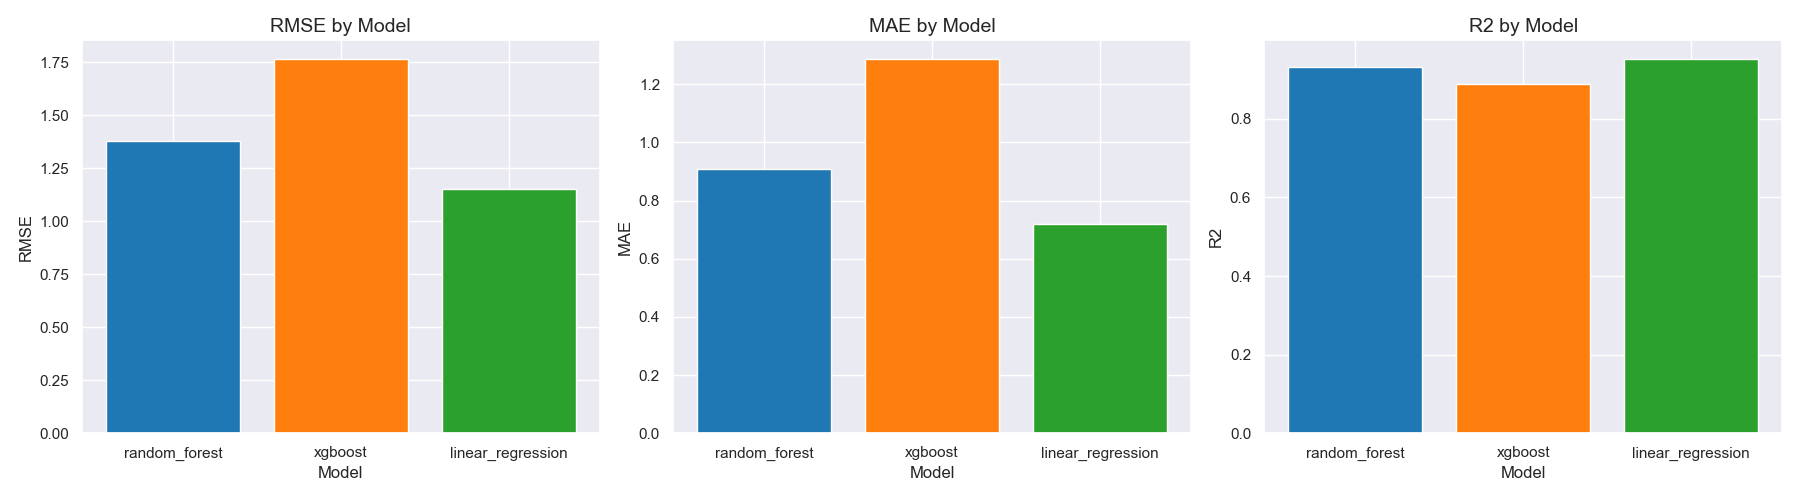 RMSE by Model
1.75
1.50
1.25
1.00
0.75
0.50
0.25
0.00
RMSE
random_forest xgboost linear_regression
Model
MAE by Model
1.2
1.0
0.8
0.6
0.4
0.2
0.0
MAE
random_forest xgboost linear_regression
Model
R2 by Model
0.8
0.6
0.4
0.2
0.0
R2
random_forest xgboost linear_regression
Model